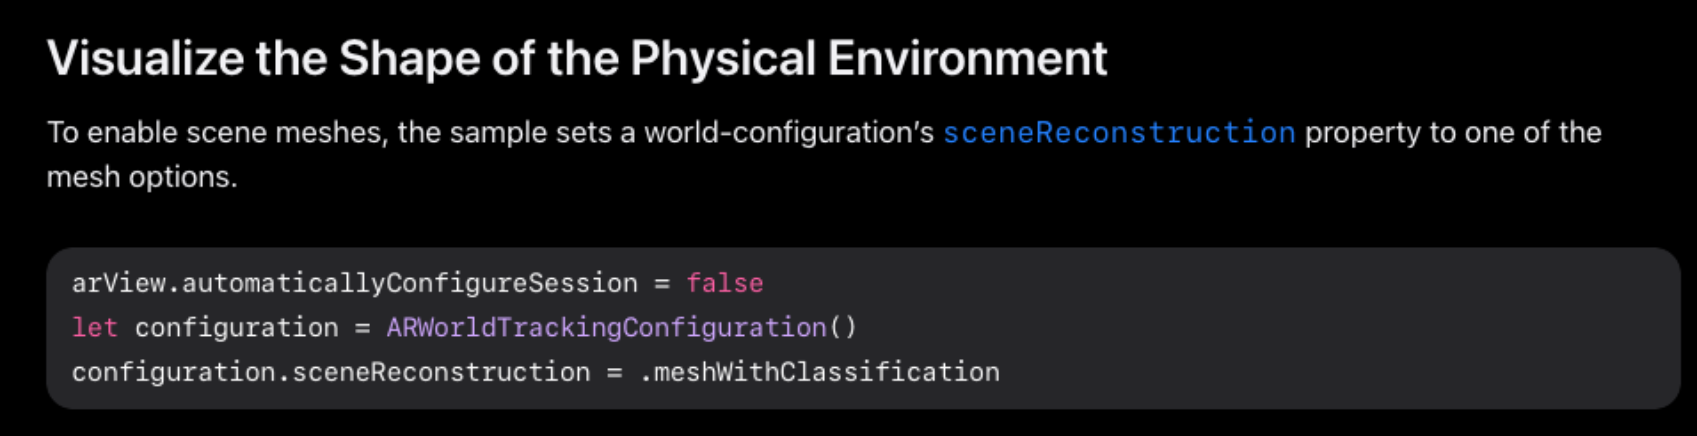 Visualize the Shape of the Physical Environment
To enable scene meshes, the sample sets a world-configuration’s sceneReconstruction property to one of the
mesh options.
arView.automaticallyConfigureSession = false
let configuration = ARWorldTrackingConfiguration()
configuration.sceneReconstruction = .meshWithClassification